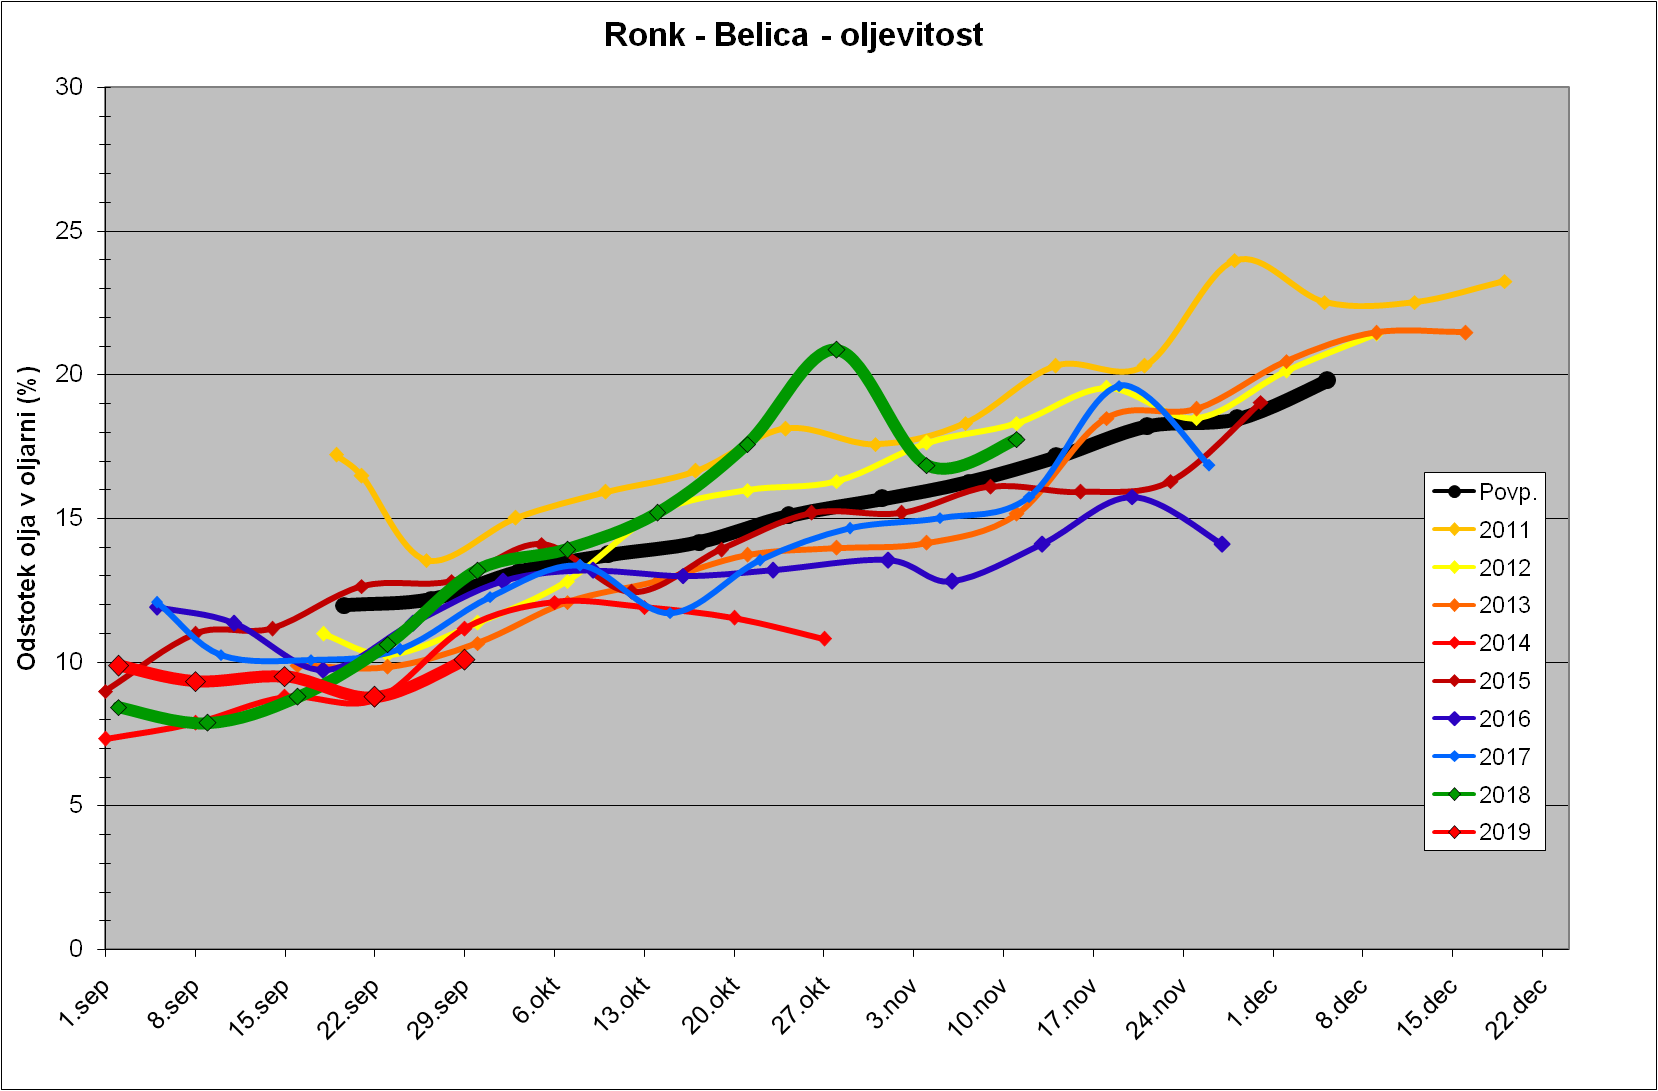 Ronk - Belica - oljevitost
Odstotek olja v oljarni (%)
30
25
20
15
10
5
0
1.sep
8.sep
15.sep
22.sep
29.sep
6.okt
13.okt
20.okt
27.okt
3.nov
10.nov
17.nov
24.nov
1.dec
8.dec
15.dec
22.dec
Povp.
2011
2012
2013
2014
2015
2016
2017
2018
2019